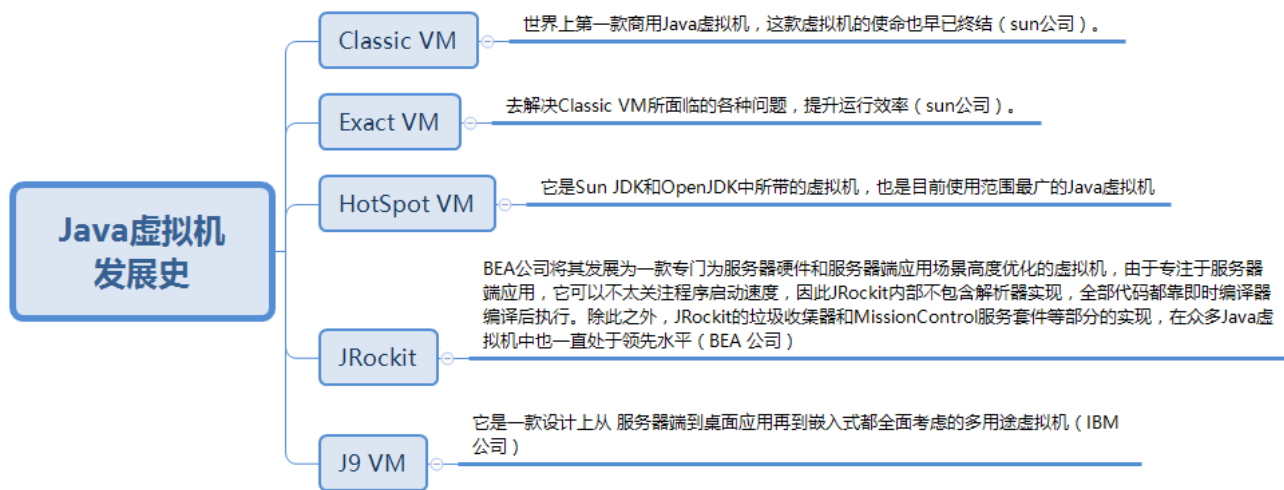 Java虚拟机
发展史
Classic VM
世界上第一款商用Java虚拟机，这款虚拟机的使命也早已终结（sun公司）。
Exact VM
去解决Classic VM所面临的各种问题，提升运行效率（sun公司）。
HotSpot VM
它是Sun JDK和OpenJDK中所带的虚拟机，也是目前使用范围最广的Java虚拟机
JRockit
BEA公司将其发展为一款专门为服务器硬件和服务器端应用场景高度优化的虚拟机，由于专注于服务器
端应用，它可以不太关注程序启动速度，因此JRockit内部不包含解析器实现，全部代码都靠即时编译器
编译后执行。除此之外，JRockit的垃圾收集器和MissionControl服务套件等部分的实现，在众多Java虚
拟机中也一直处于领先水平（BEA 公司）
J9 VM
它是一款设计上从 服务器端到桌面应用再到嵌入式都全面考虑的多用途虚拟机（IBM
公司）